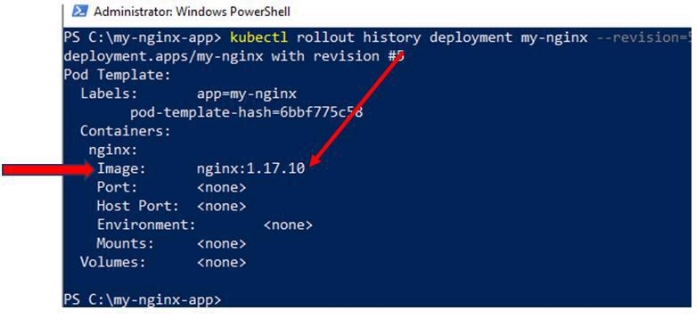 Administrator: Windows PowerShell
PS C:\my-nginx-app> kubectl rollout history deployment my-nginx --revision=5
deployment.apps/my-nginx with revision #5
Pod Template:
Labels: app=my-nginx
pod-template-hash=6bbf775c58
Containers:
nginx:
Image: nginx:1.17.10
Port: <none>
Host Port: <none>
Environment: <none>
Mounts: <none>
Volumes: <none>
PS C:\my-nginx-app>